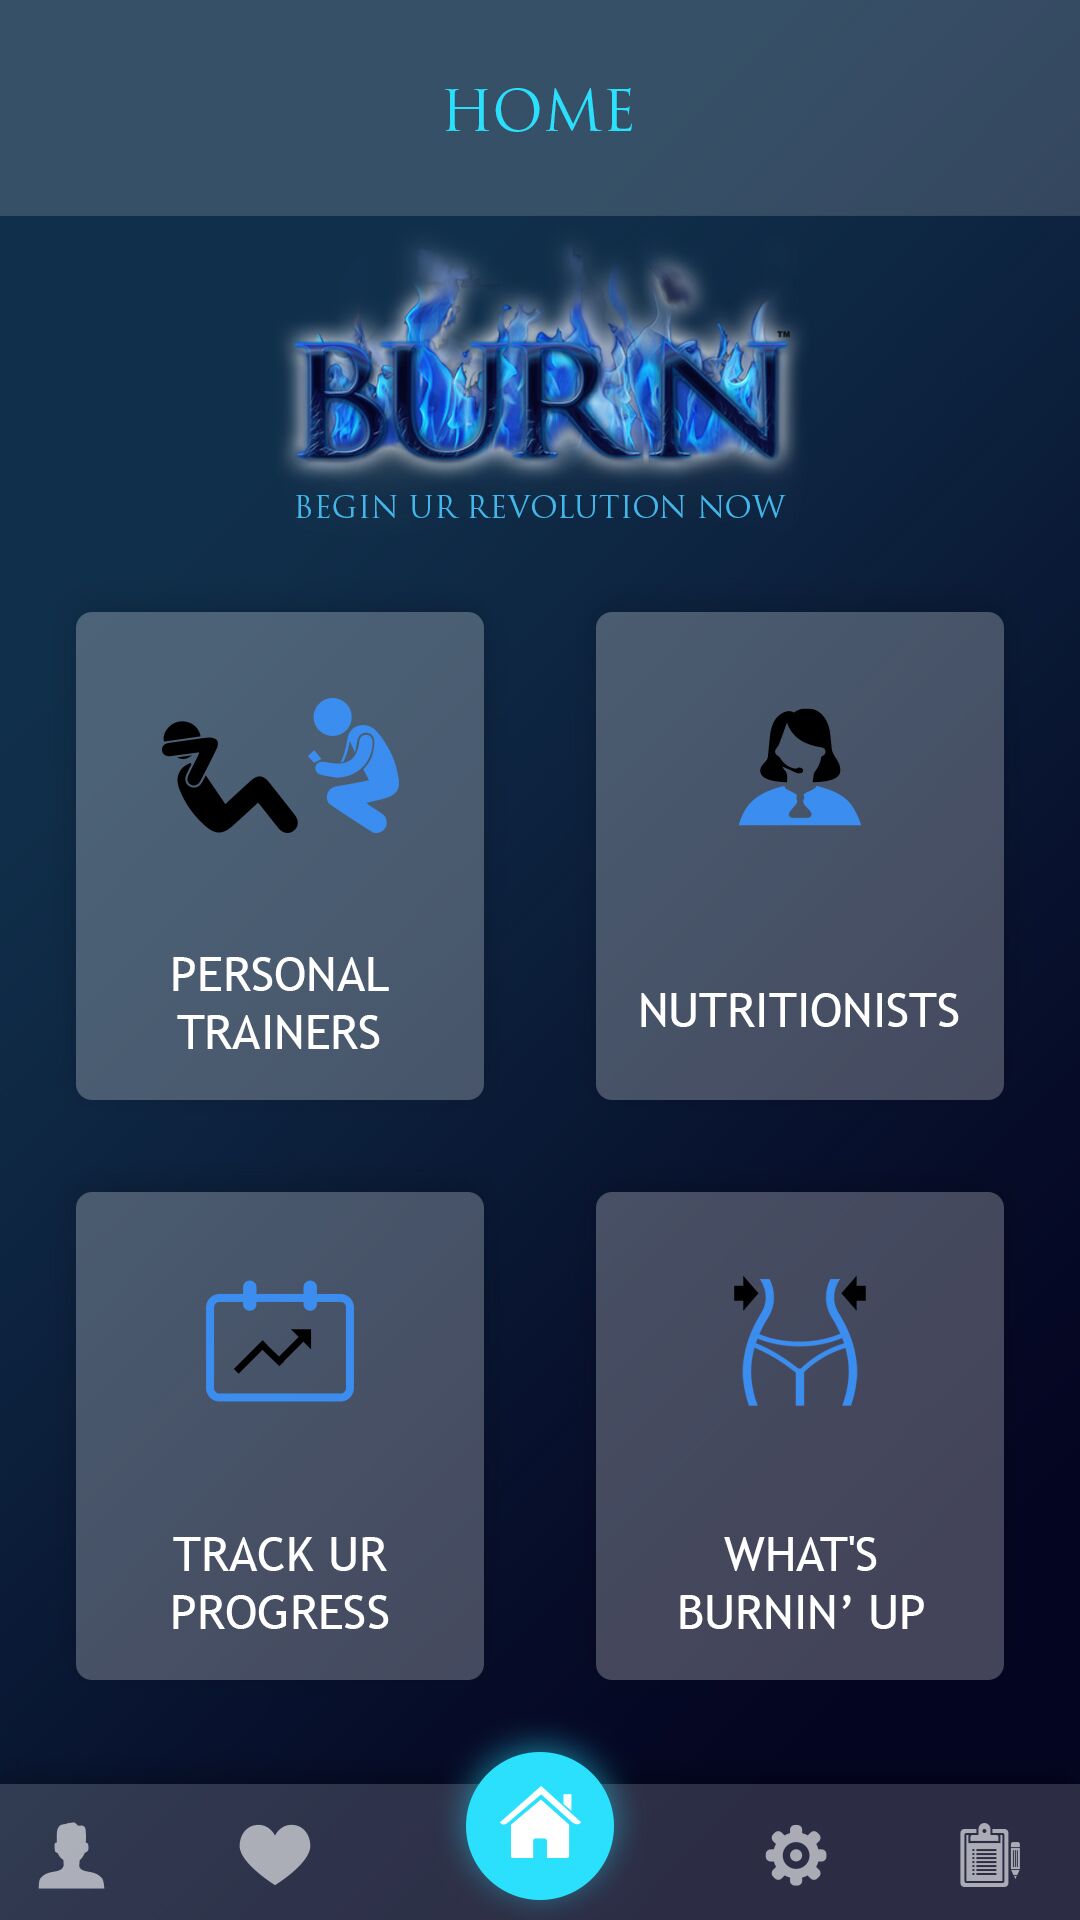 HOME
BURN™
BEGIN UR REVOLUTION NOW
PERSONAL
TRAINERS
NUTRITIONISTS
TRACK UR
PROGRESS
WHAT'S
BURNIN’ UP